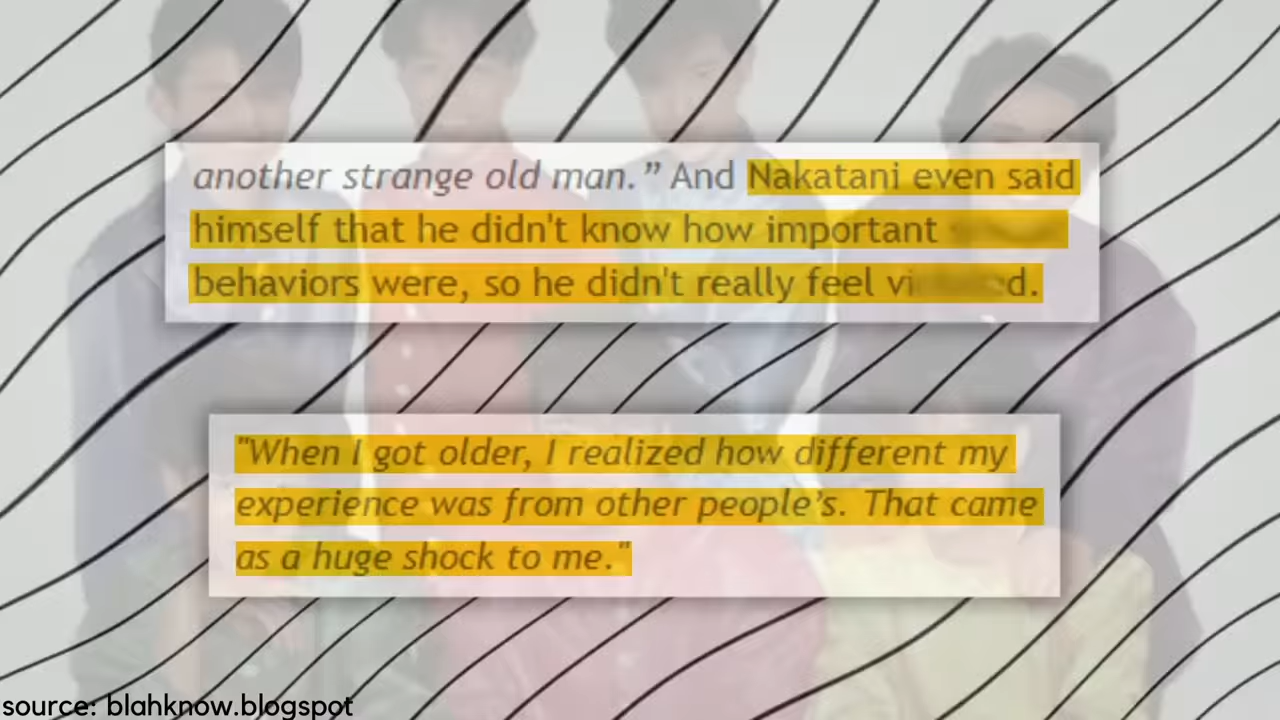 another strange old man.” And Nakatani even said
himself that he didn't know how important
behaviors were, so he didn't really feel
"When I got older, I realized how different my
experience was from other people’s. That came
as a huge shock to me."
source: blahknow.blogspot